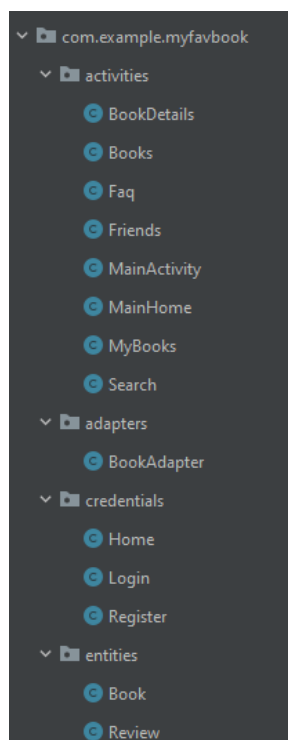 com.example.myfavbook
activities
C BookDetails
C Books
C Faq
C Friends
C MainActivity
C MainHome
C MyBooks
C Search
adapters
C BookAdapter
credentials
C Home
C Login
C Register
entities
C Book
C Review